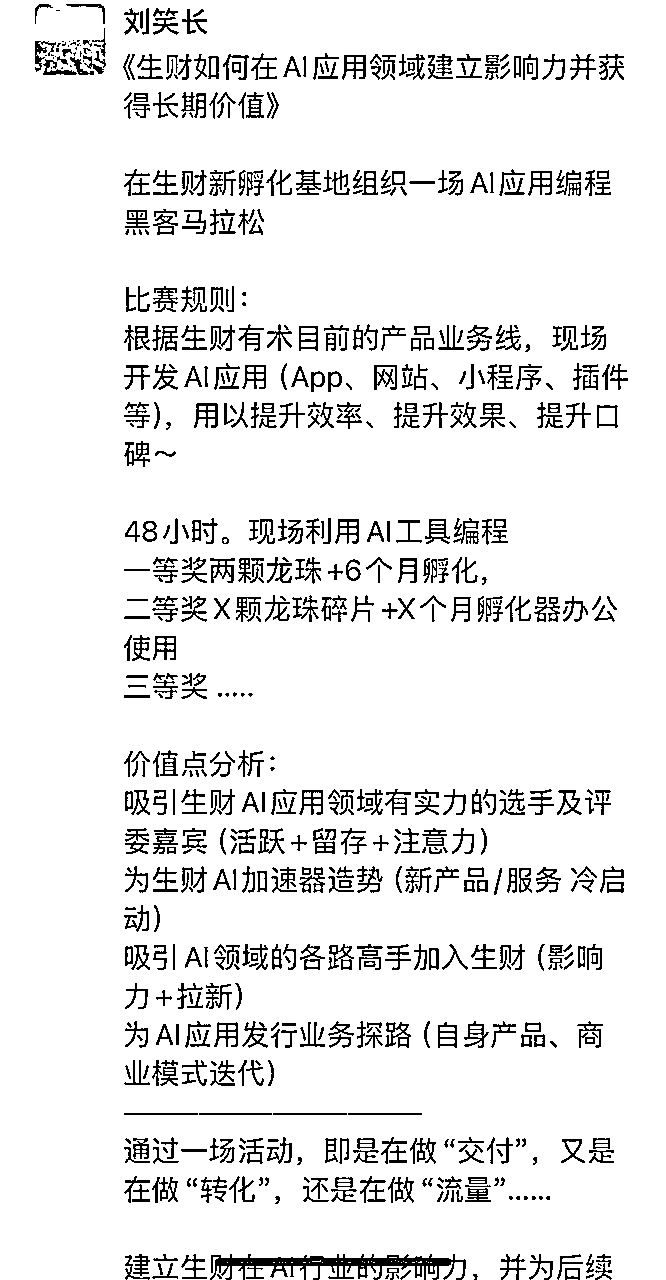 刘笑长
《生财如何在AI应用领域建立影响力并获
得长期价值》
在生财新孵化基地组织一场AI应用编程
黑客马拉松
比赛规则：
根据生财有术目前的产品业务线，现场
开发AI应用（App、网站、小程序、插件
等），用以提升效率、提升效果、提升口
碑～
48小时。现场利用AI工具编程
一等奖两颗龙珠+6个月孵化，
二等奖X颗龙珠碎片+X个月孵化器办公
使用
三等奖 .....
价值点分析：
吸引生财AI应用领域有实力的选手及评
委嘉宾（活跃+留存+注意力）
为生财AI加速器造势（新产品/服务 冷启
动）
吸引AI领域的各路高手加入生财（影响
力+拉新）
为AI应用发行业务探路（自身产品、商
业模式迭代）
————————————
通过一场活动，即是在做“交付”，又是
在做“转化”，还是在做“流量”......
建立生财在AI行业的影响力，并为后续